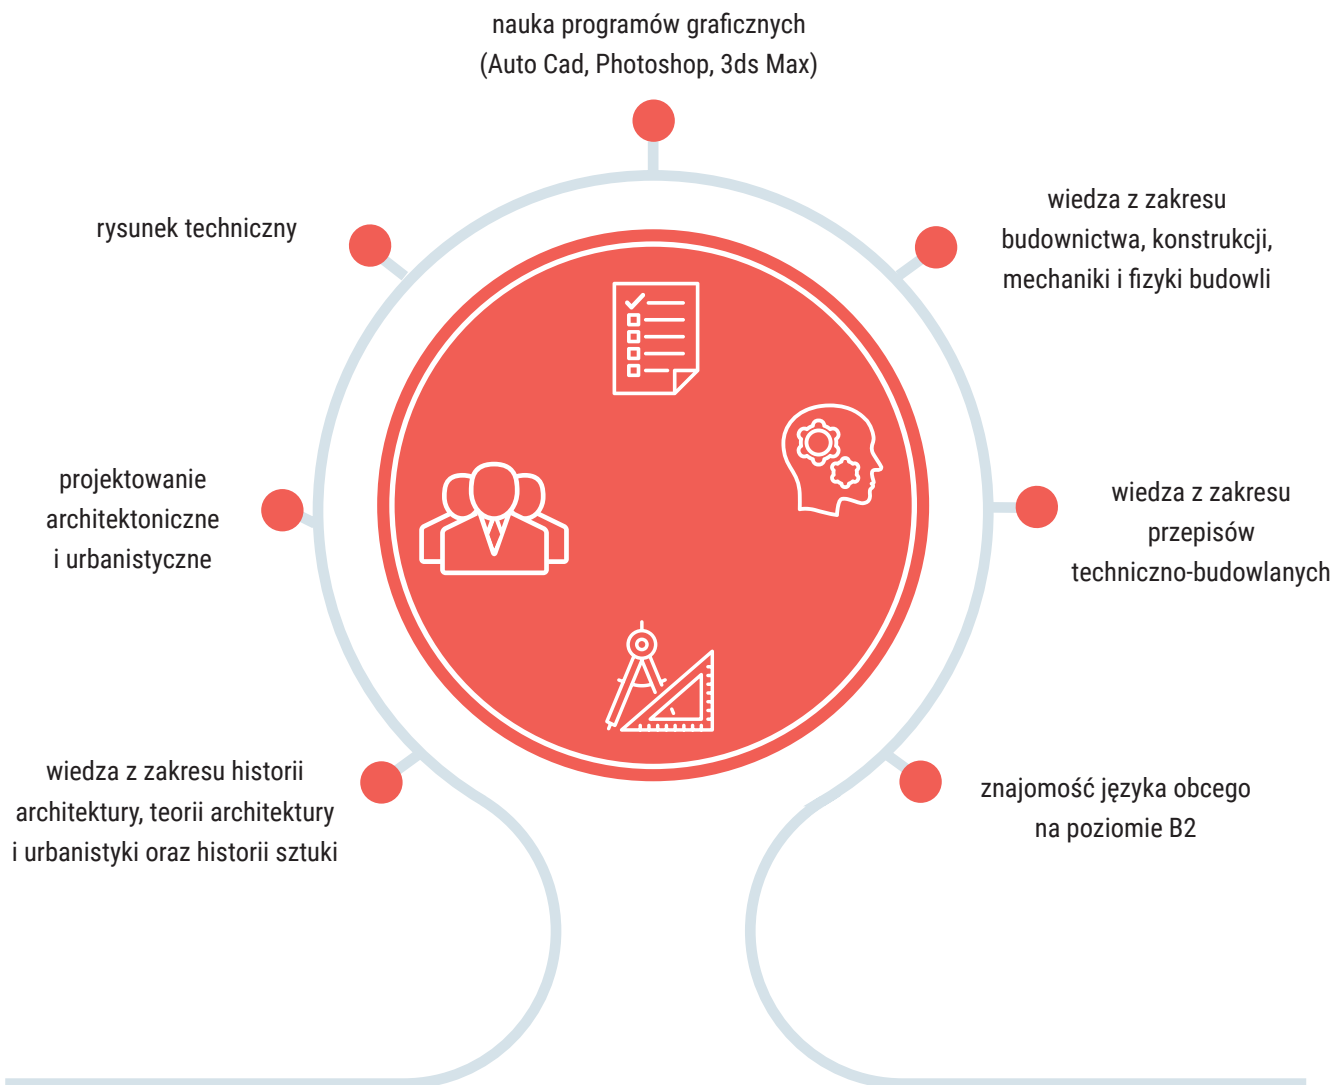 nauka programów graficznych
(Auto Cad, Photoshop, 3ds Max)
rysunek techniczny
wiedza z zakresu
budownictwa, konstrukcji,
mechaniki i fizyki budowli
projektowanie
architektoniczne
i urbanistyczne
wiedza z zakresu
przepisów
techniczno-budowlanych
wiedza z zakresu historii
architektury, teorii architektury
i urbanistyki oraz historii sztuki
znajomość języka obcego
na poziomie B2